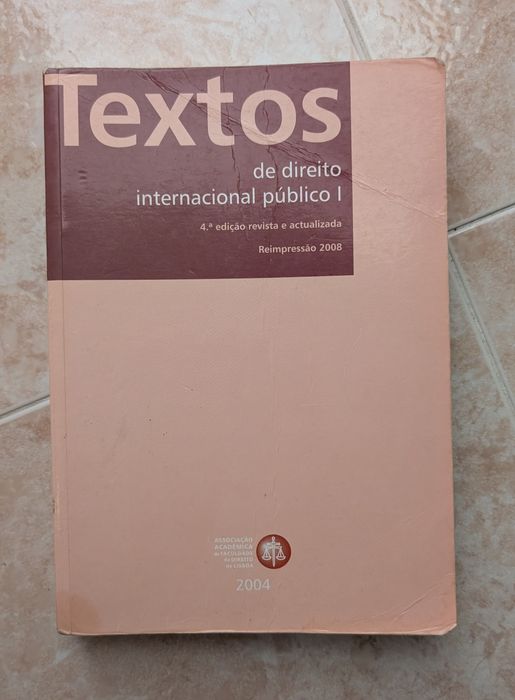 Textos
de direito
internacional público I
4.ª edição revista e actualizada
Reimpressão 2008
ASSOCIAÇÃO
ACADÉMICA
da FACULDADE
de DIREITO
de LISBOA
2004